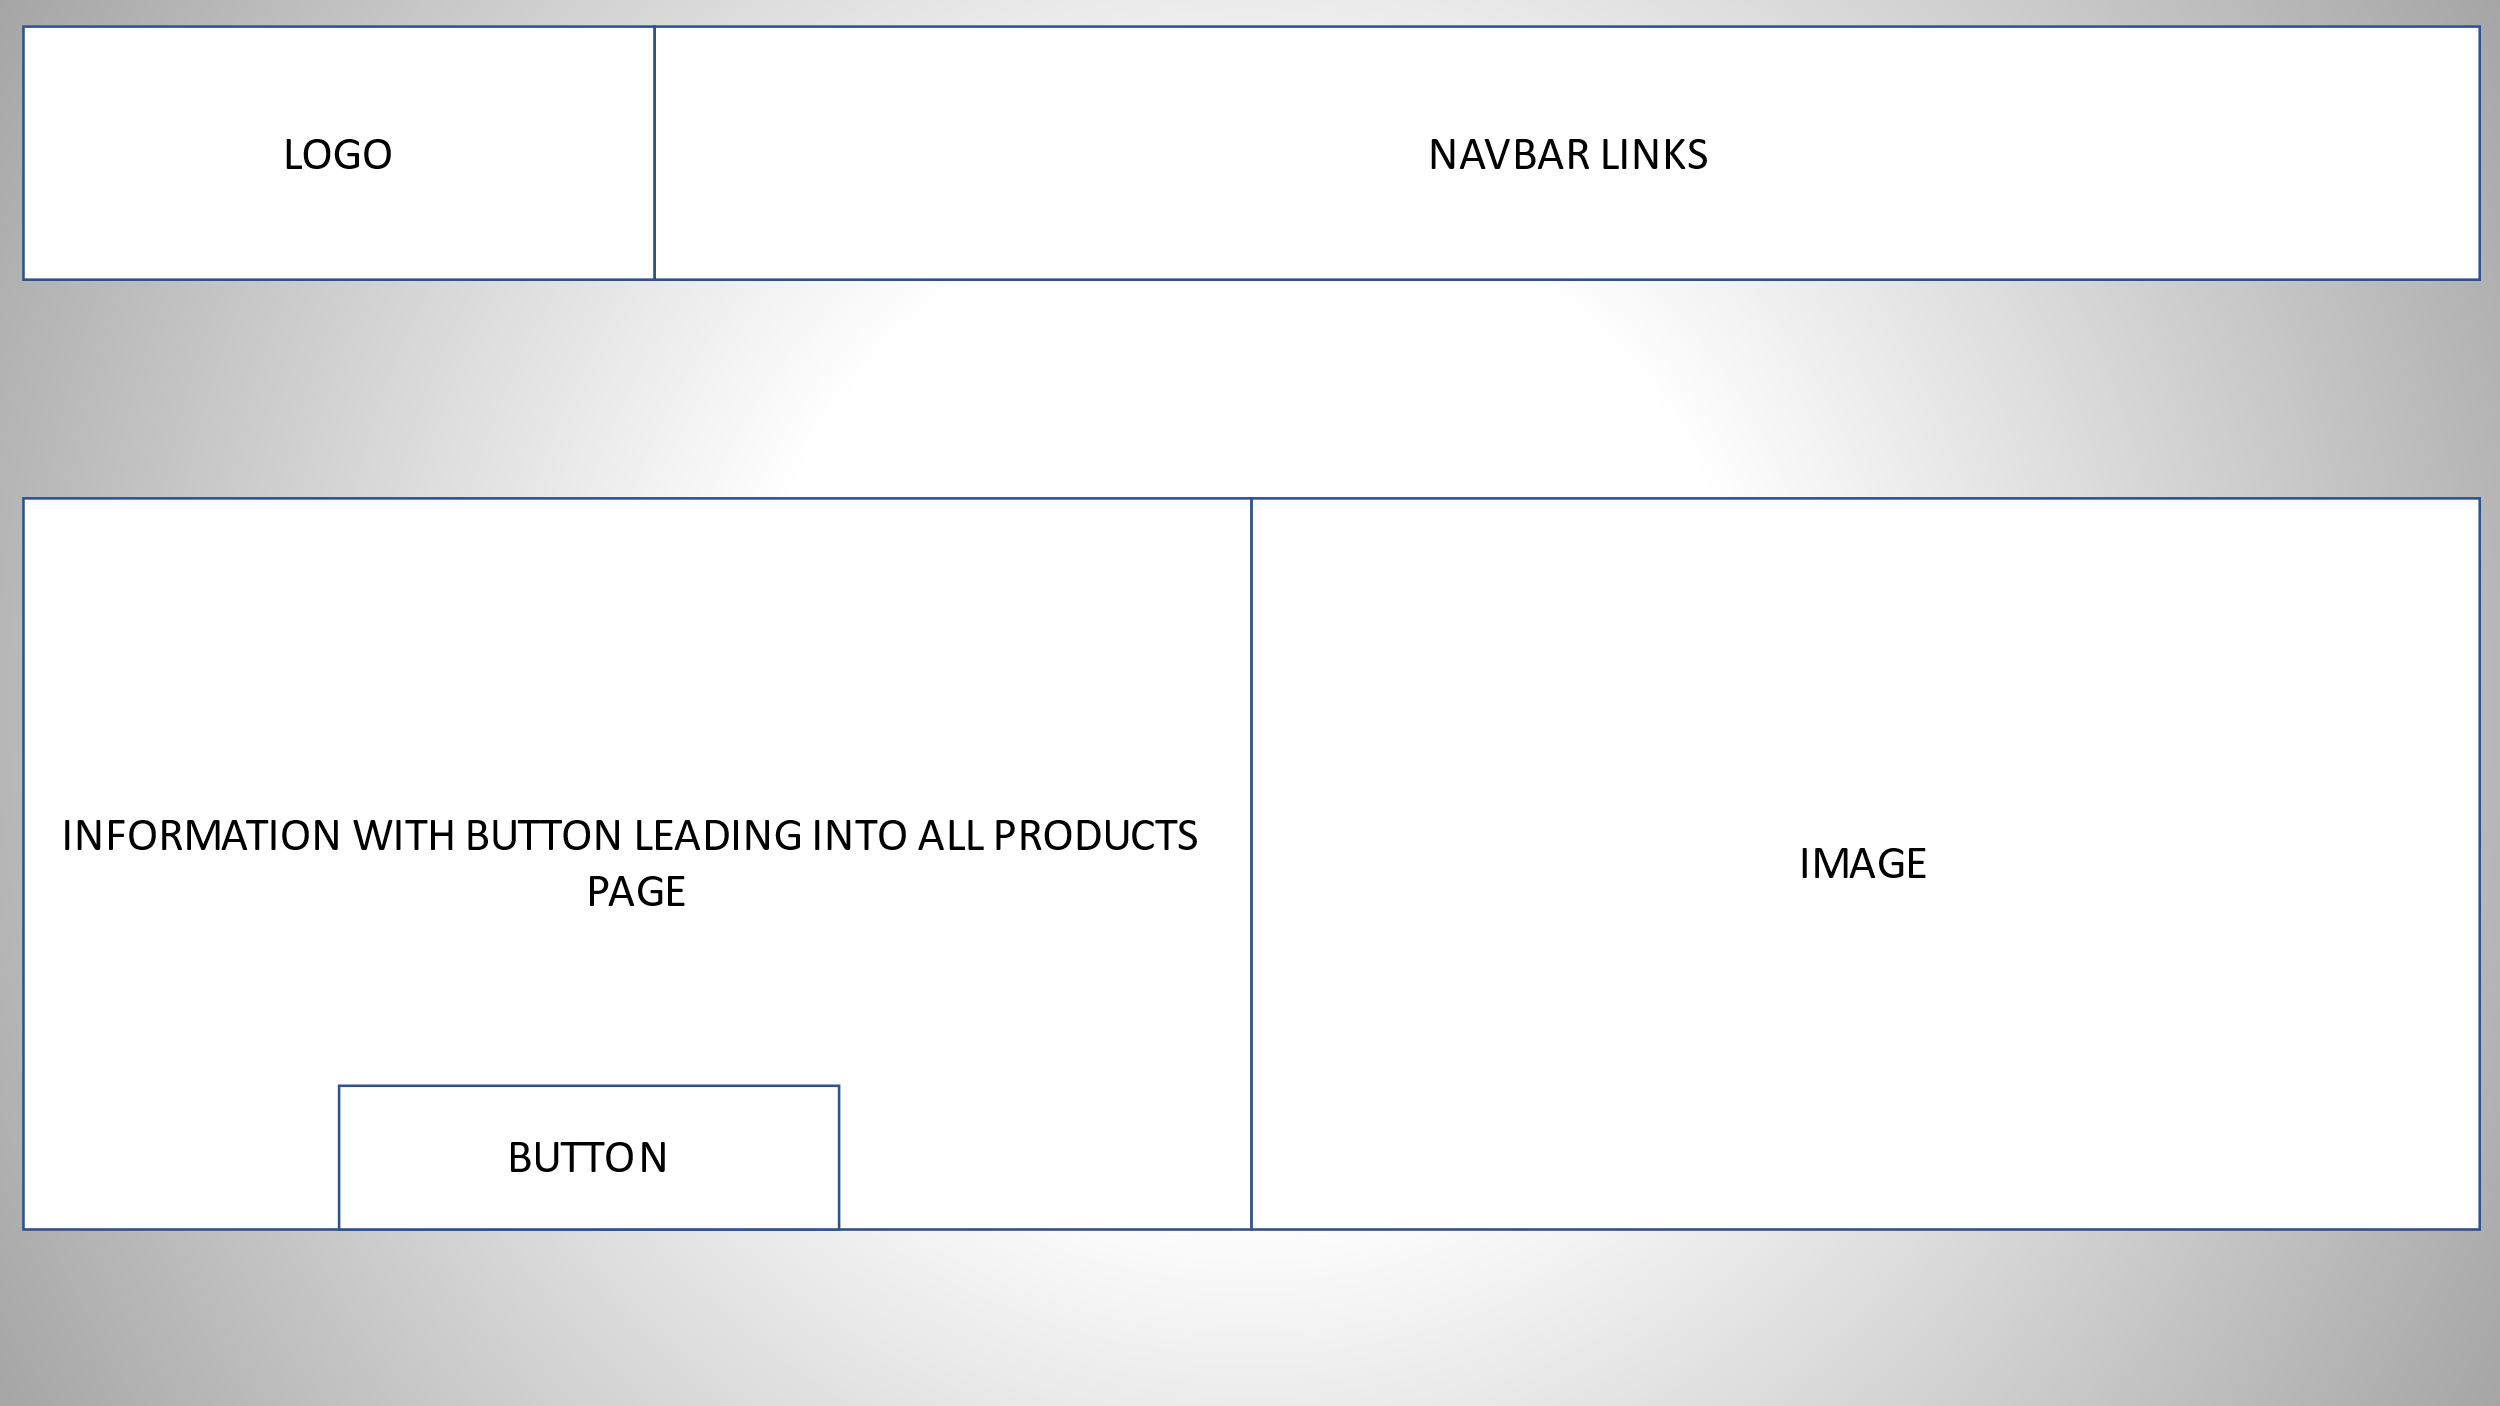 LOGO
NAVBAR LINKS
INFORMATION WITH BUTTON LEADING INTO ALL PRODUCTS
PAGE
IMAGE
BUTTON